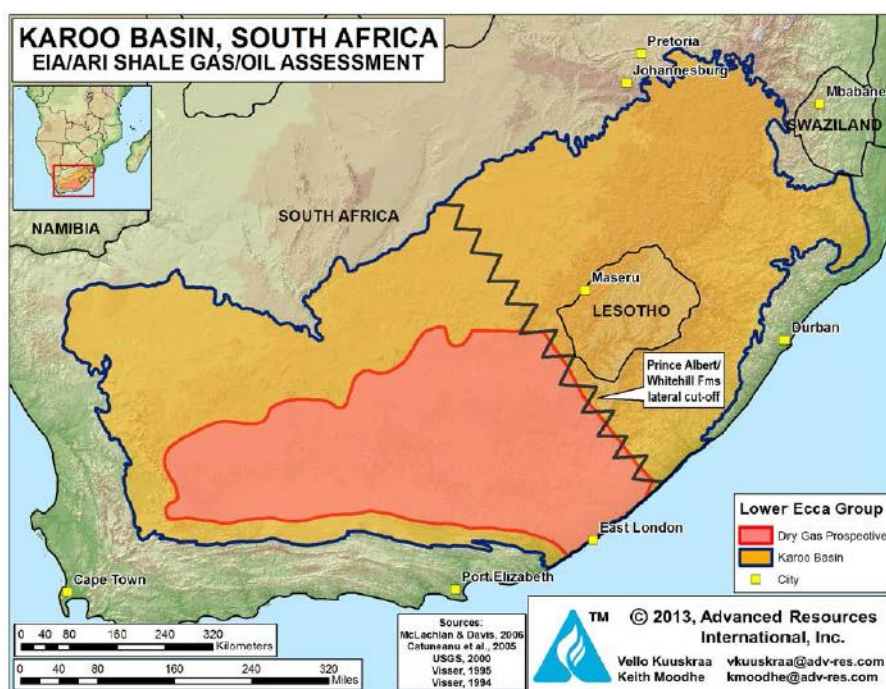 KAROO BASIN, SOUTH AFRICA
EIA/ARI SHALE GAS/OIL ASSESSMENT
Pretoria
Johannesburg
Mbabane
SWAZILAND
NAMIBIA
SOUTH AFRICA
Maseru
LESOTHO
Durban
Prince Albert/
Whitehill Fms
lateral cut-off
East London
Cape Town
Port Elizabeth
Lower Ecca Group
Dry Gas Prospective
Karoo Basin
City
0 40 80 160 240 320
Kilometers
0 40 80 160 240 320
Miles
Sources:
McLachlan & Davis, 2006
Catuneanu et al., 2005
USGS, 2000
Visser, 1995
Visser, 1994
TM
© 2013, Advanced Resources
International, Inc.
Vello Kuuskraa vkuuskraa@adv-res.com
Keith Moodhe kmoodhe@adv-res.com